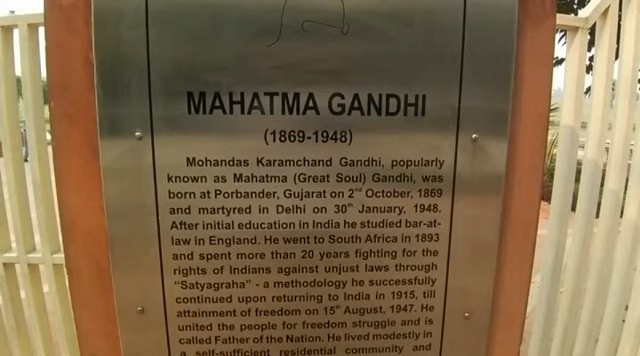 MAHATMA GANDHI
(1869-1948)
Mohandas Karamchand Gandhi, popularly
known as Mahatma (Great Soul) Gandhi, was
born at Porbander, Gujarat on 2nd October, 1869
and martyred in Delhi on 30th January, 1948.
After initial education in India he studied bar-at-
law in England. He went to South Africa in 1893
and spent more than 20 years fighting for the
rights of Indians against unjust laws through
"Satyagraha" - a methodology he successfully
continued upon returning to India in 1915, till
attainment of freedom on 15th August, 1947. He
united the people for freedom struggle and is
called Father of the Nation. He lived modestly in
a self-sufficient residential community and